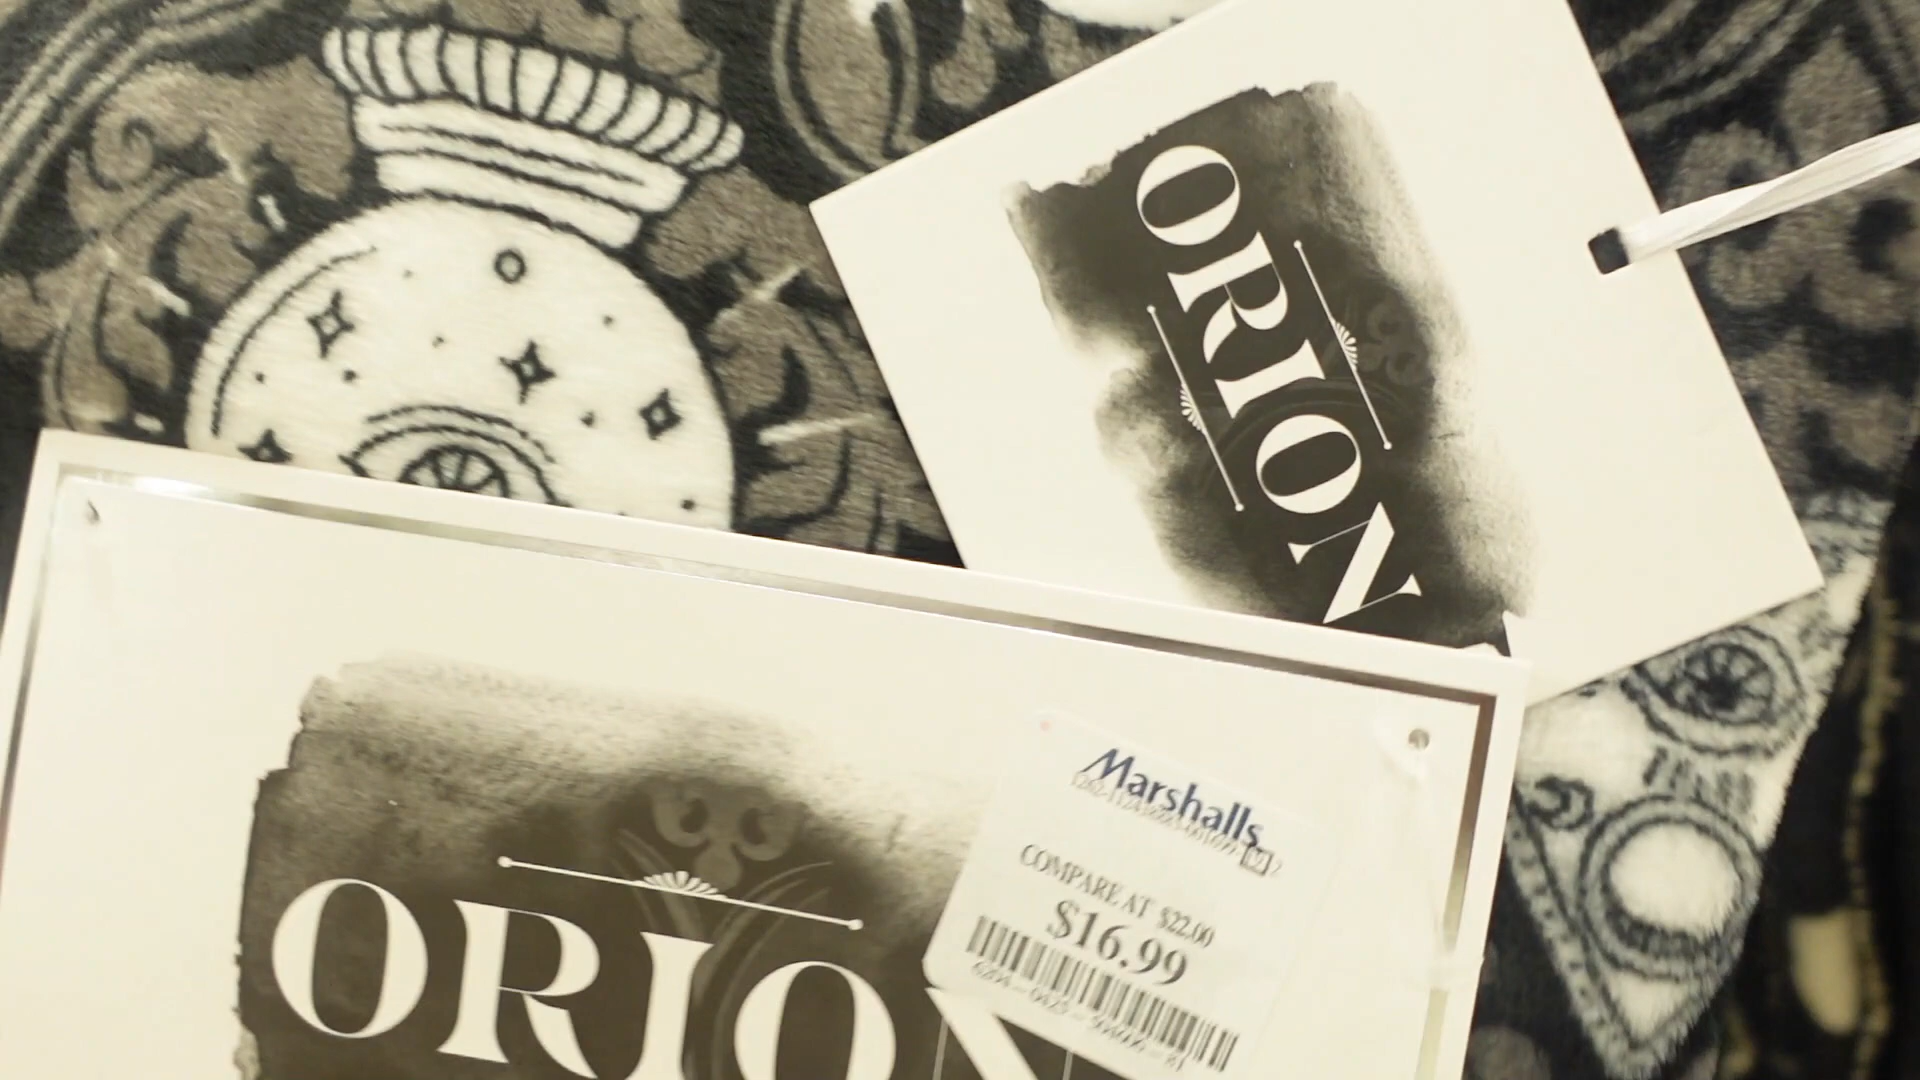 ORION
ORION
Marshalls
COMPARE AT $22.00
$16.99